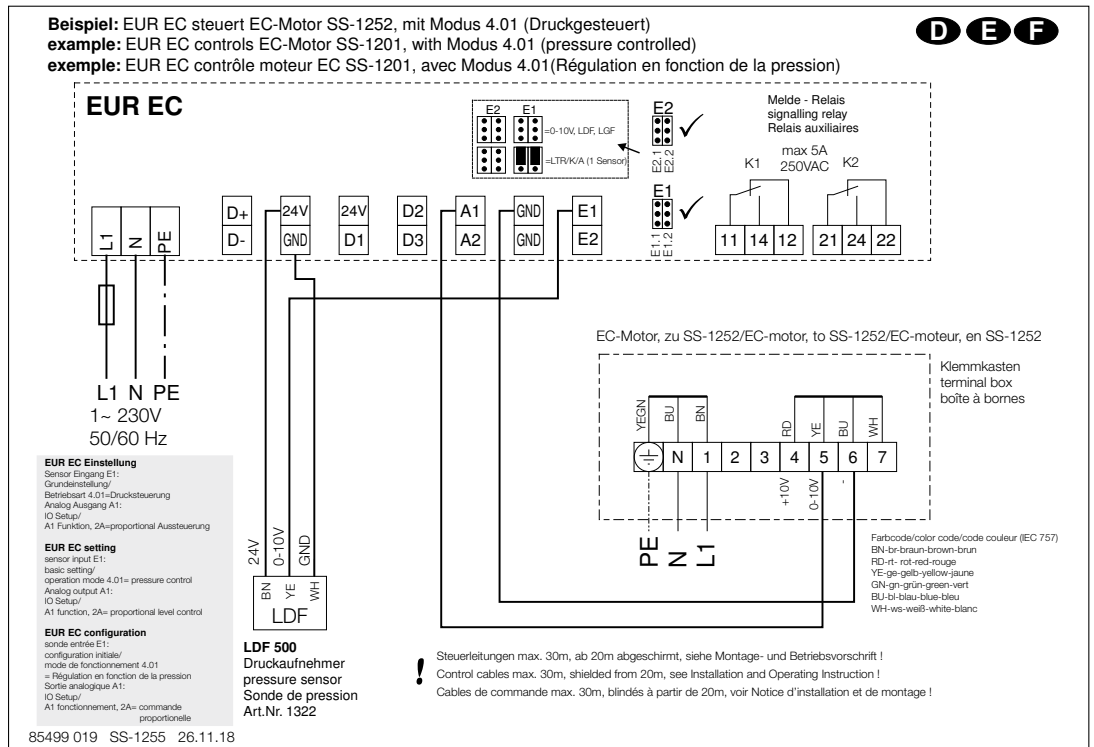 Beispiel: EUR EC steuert EC-Motor SS-1252, mit Modus 4.01 (Druckgesteuert)
example: EUR EC controls EC-Motor SS-1201, with Modus 4.01 (pressure controlled)
exemple: EUR EC contrôle moteur EC SS-1201, avec Modus 4.01(Régulation en fonction de la pression)
D E F
EUR EC
E2 E1
=0-10V, LDF, LGF
=LTR/K/A (1 Sensor)
E2
E2.1
E2.2
E1
E1.1
E1.2
Melde - Relais
signalling relay
Relais auxiliaires
max 5A
250VAC
K1 K2
L1 N PE
D+ 24V 24V D2 A1 GND E1
D- GND D1 D3 A2 GND E2
11 14 12 21 24 22
L1 N PE
1~ 230V
50/60 Hz
EC-Motor, zu SS-1252/EC-motor, to SS-1252/EC-moteur, en SS-1252
Klemmkasten
terminal box
boîte à bornes
YEGN BU BN RD YE BU WH
N 1 2 3 4 5 6 7
+10V 0-10V -
PE N L1
Farbcode/color code/code couleur (IEC 757)
BN-br-braun-brown-brun
RD-rt- rot-red-rouge
YE-ge-gelb-yellow-jaune
GN-gn-grün-green-vert
BU-bl-blau-blue-bleu
WH-ws-weiß-white-blanc
EUR EC Einstellung
Sensor Eingang E1:
Grundeinstellung/
Betriebsart 4.01=Drucksteuerung
Analog Ausgang A1:
IO Setup/
A1 Funktion, 2A=proportional Aussteuerung
EUR EC setting
sensor input E1:
basic setting/
operation mode 4.01= pressure control
Analog output A1:
IO Setup/
A1 function, 2A= proportional level control
EUR EC configuration
sonde entrée E1:
configuration initiale/
mode de fonctionnement 4.01
= Régulation en fonction de la pression
Sortie analogique A1:
IO Setup/
A1 fonctionnement, 2A= commande
proportionelle
24V 0-10V GND
BN YE WH
LDF
LDF 500
Druckaufnehmer
pressure sensor
Sonde de pression
Art.Nr. 1322
!
Steuerleitungen max. 30m, ab 20m abgeschirmt, siehe Montage- und Betriebsvorschrift !
Control cables max. 30m, shielded from 20m, see Installation and Operating Instruction !
Cables de commande max. 30m, blindés à partir de 20m, voir Notice d'installation et de montage !
85499 019 SS-1255 26.11.18